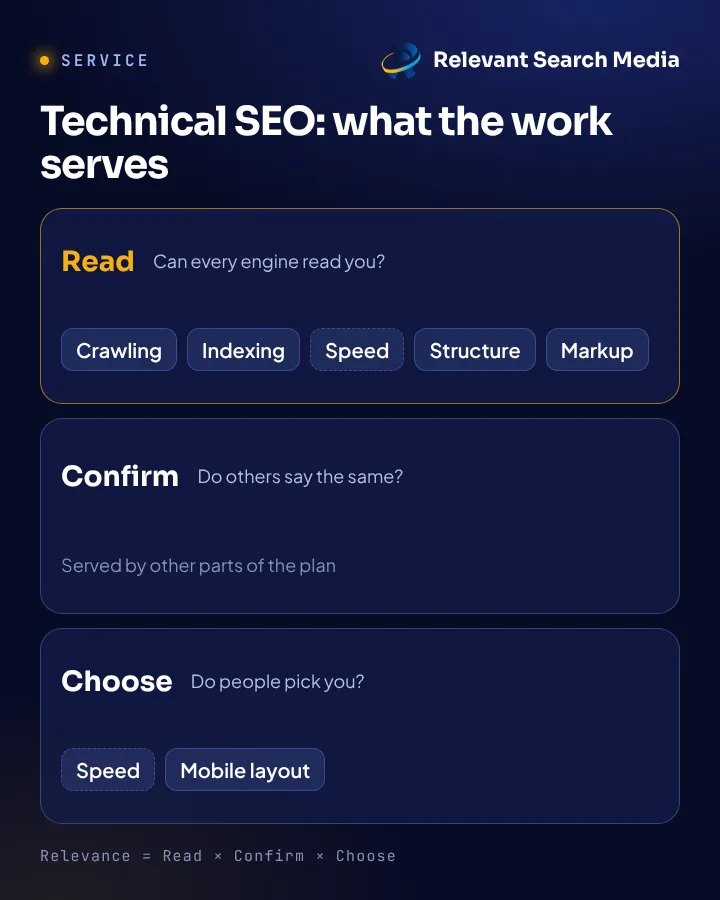 SERVICE
Relevant Search Media
Technical SEO: what the work
serves
Read Can every engine read you?
Crawling Indexing Speed Structure Markup
Confirm Do others say the same?
Served by other parts of the plan
Choose Do people pick you?
Speed Mobile layout
Relevance = Read × Confirm × Choose